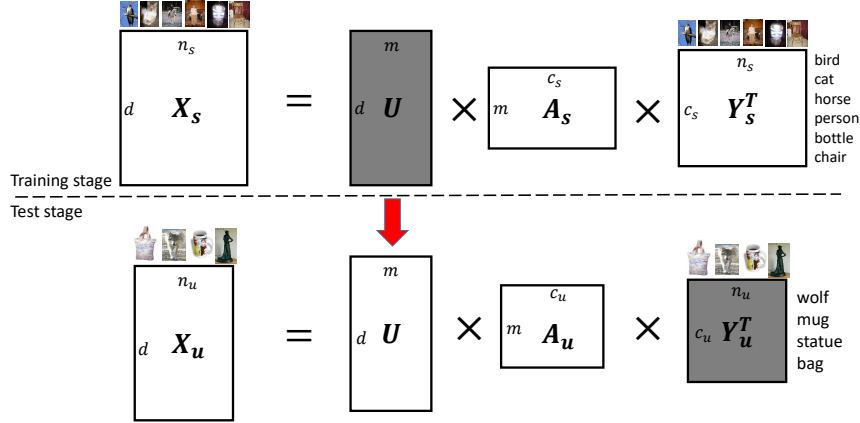 n_s m
c_s n_s
bird
cat
horse
person
bottle
chair
d X_s = d U × m A_s × c_s Y_s^T
Training stage
Test stage
n_u m c_u n_u
d X_u = d U × m A_u × c_u Y_u^T
wolf
mug
statue
bag